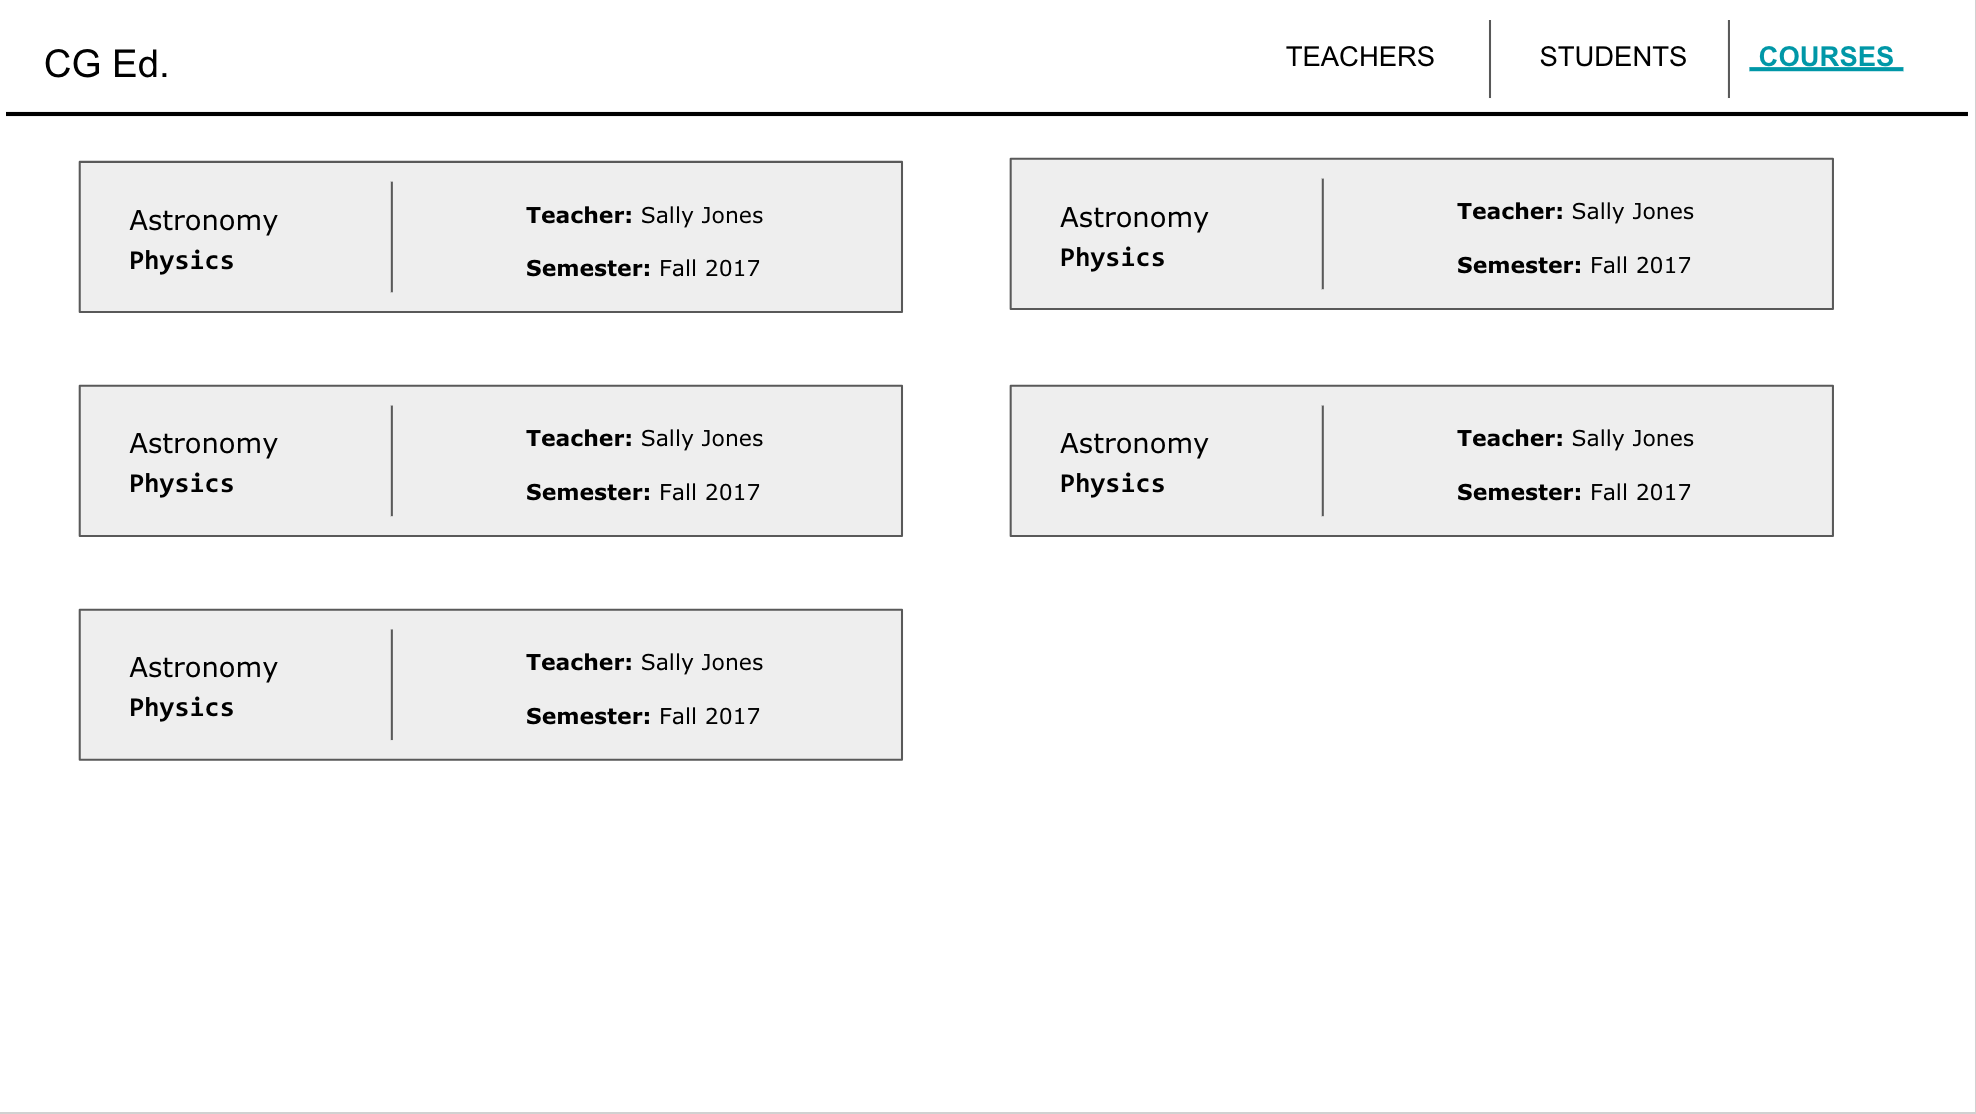 CG Ed.
TEACHERS
STUDENTS
COURSES
Astronomy
Physics
Teacher: Sally Jones
Semester: Fall 2017
Astronomy
Physics
Teacher: Sally Jones
Semester: Fall 2017
Astronomy
Physics
Teacher: Sally Jones
Semester: Fall 2017
Astronomy
Physics
Teacher: Sally Jones
Semester: Fall 2017
Astronomy
Physics
Teacher: Sally Jones
Semester: Fall 2017